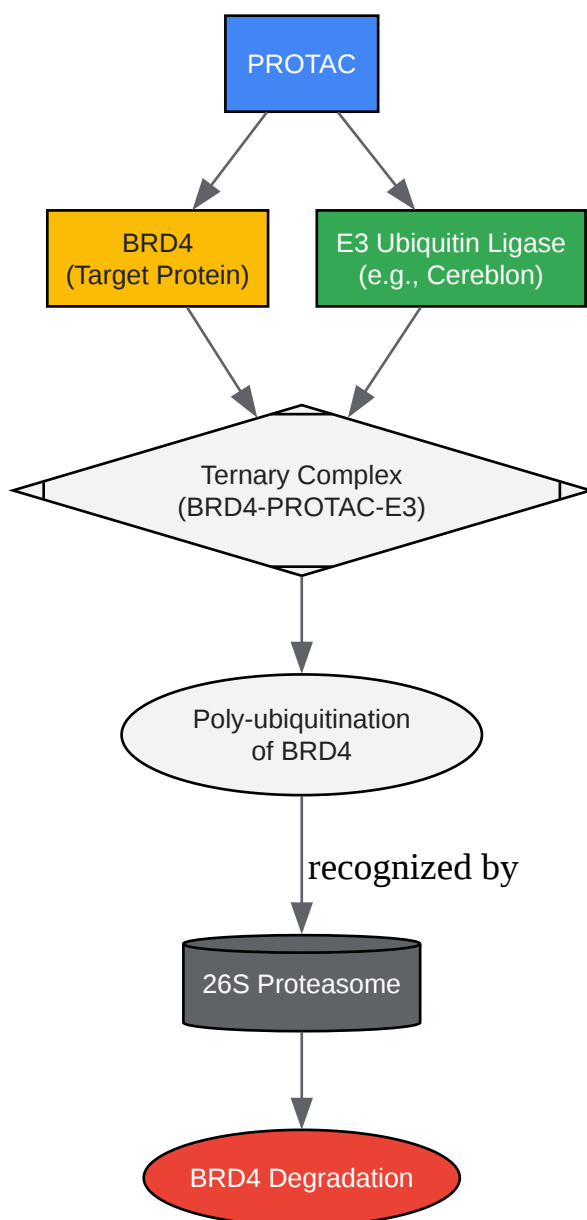 PROTAC
BRD4
(Target Protein)
E3 Ubiquitin Ligase
(e.g., Cereblon)
Ternary Complex
(BRD4-PROTAC-E3)
Poly-ubiquitination
of BRD4
recognized by
26S Proteasome
BRD4 Degradation